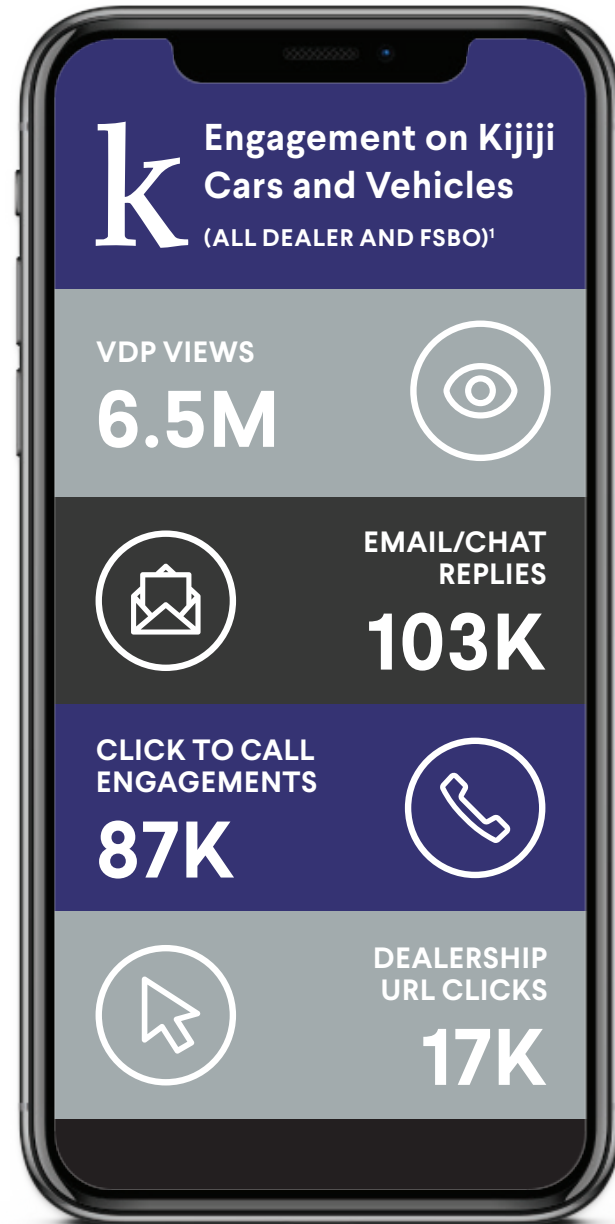 k
Engagement on Kijiji
Cars and Vehicles
(ALL DEALER AND FSBO)¹
VDP VIEWS
6.5M
EMAIL/CHAT
REPLIES
103K
CLICK TO CALL
ENGAGEMENTS
87K
DEALERSHIP
URL CLICKS
17K